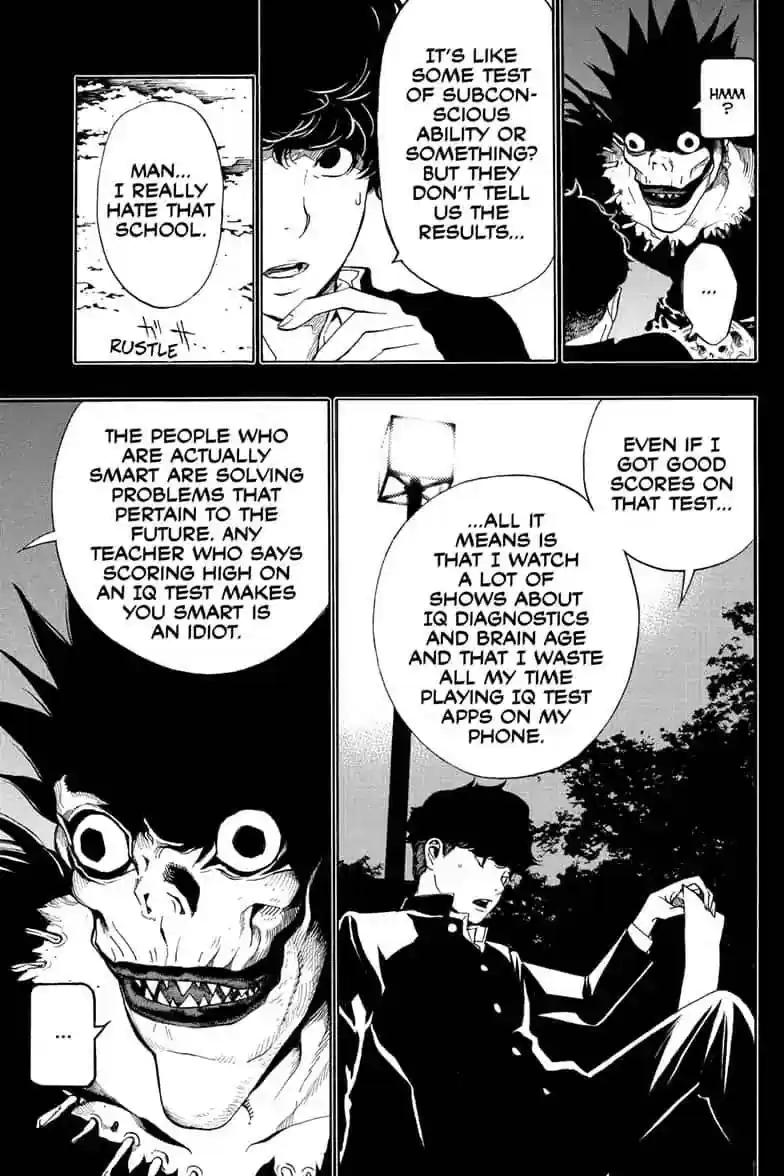 HMM
?
...
IT'S LIKE
SOME TEST
OF SUBCON-
SCIOUS
ABILITY OR
SOMETHING?
BUT THEY
DON'T TELL
US THE
RESULTS...
MAN...
I REALLY
HATE THAT
SCHOOL.
ガサ
RUSTLE
EVEN IF I
GOT GOOD
SCORES ON
THAT TEST...
...ALL IT
MEANS IS
THAT I WATCH
A LOT OF
SHOWS ABOUT
IQ DIAGNOSTICS
AND BRAIN AGE
AND THAT I WASTE
ALL MY TIME
PLAYING IQ TEST
APPS ON MY
PHONE.
THE PEOPLE WHO
ARE ACTUALLY
SMART ARE SOLVING
PROBLEMS THAT
PERTAIN TO THE
FUTURE. ANY
TEACHER WHO SAYS
SCORING HIGH ON
AN IQ TEST MAKES
YOU SMART IS
AN IDIOT.
...